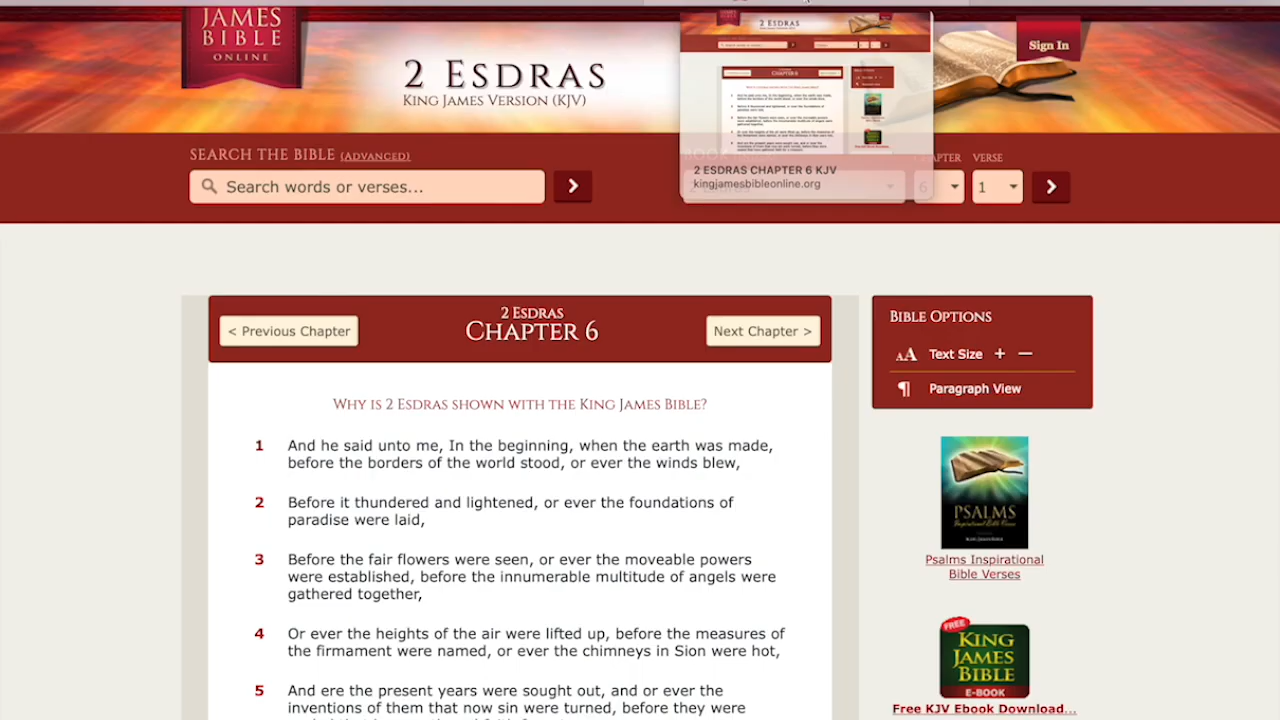 JAMES
BIBLE
ONLINE
2 Esdras
King James Version (KJV)
2 Esdras
Sign In
Search the Bible (Advanced)
Search words or verses...
2 ESDRAS CHAPTER 6 KJV
kingjamesbibleonline.org
Verse
6
1
2 Esdras
Chapter 6
< Previous Chapter
Next Chapter >
Why is 2 Esdras shown with the King James Bible?
1 And he said unto me, In the beginning, when the earth was made,
before the borders of the world stood, or ever the winds blew,
2 Before it thundered and lightened, or ever the foundations of
paradise were laid,
3 efore the fair flowers were seen, or ever the moveable powers
were established, before the innumerable multitude of angels were
gathered together,
4 Or ever the heights of the air were lifted up, before the measures of
the firmament were named, or ever the chimneys in Sion were hot,
5 And ere the present years were sought out, and or ever the
inventions of them that now sin were turned, before they were
Bible Options
AA Text Size + —
¶ Paragraph View
PSALMS
Psalms Inspirational
Bible Verses
FREE
KING
JAMES
BIBLE
E-BOOK
Free KJV Ebook Download...